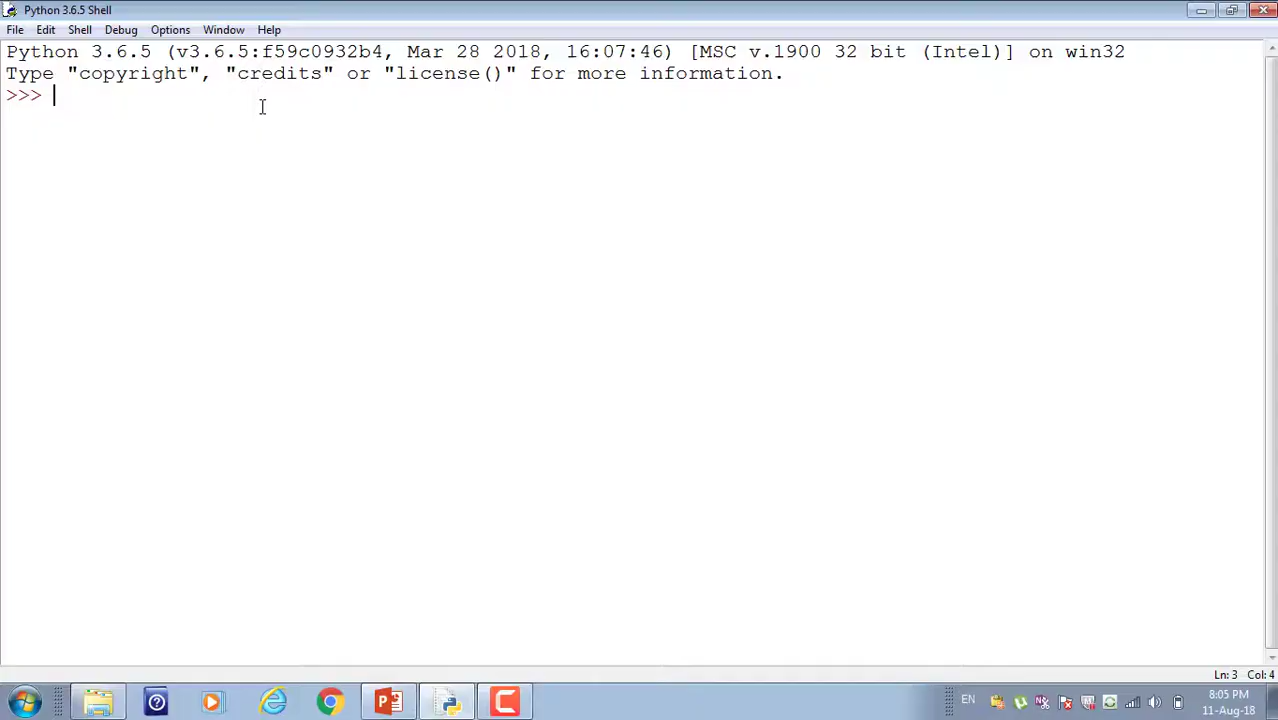 Python 3.6.5 Shell
File Edit Shell Debug Options Window Help
Python 3.6.5 (v3.6.5:f59c0932b4, Mar 28 2018, 16:07:46) [MSC v.1900 32 bit (Intel)] on win32
Type "copyright", "credits" or "license()" for more information.
>>>
Ln: 3 Col: 4
EN
8:05 PM
11-Aug-18